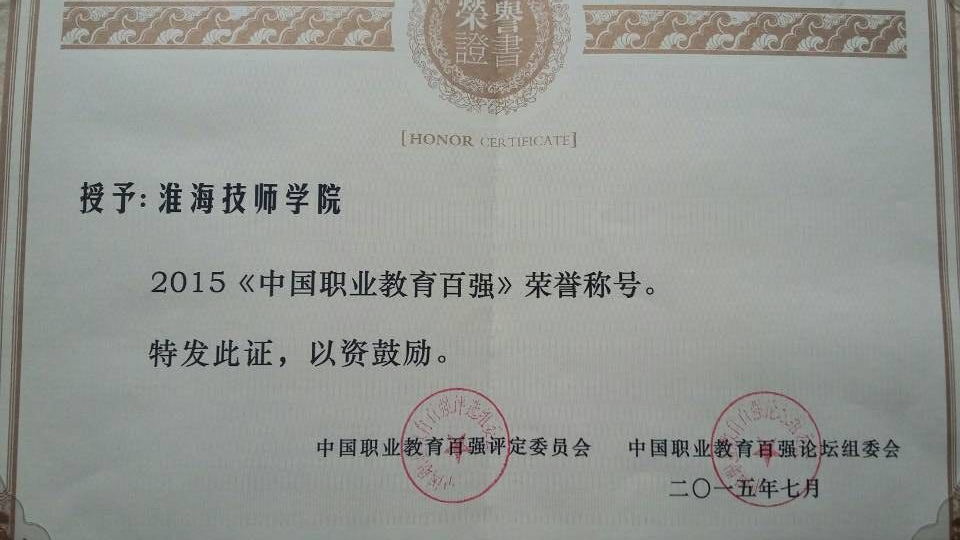 榮譽
證書
[HONOR CERTIFICATE]
授予:淮海技师学院
2015《中国职业教育百强》荣誉称号。
特发此证，以资鼓励。
中国职业教育百强评定委员会 中国职业教育百强论坛组委会
二〇一五年七月